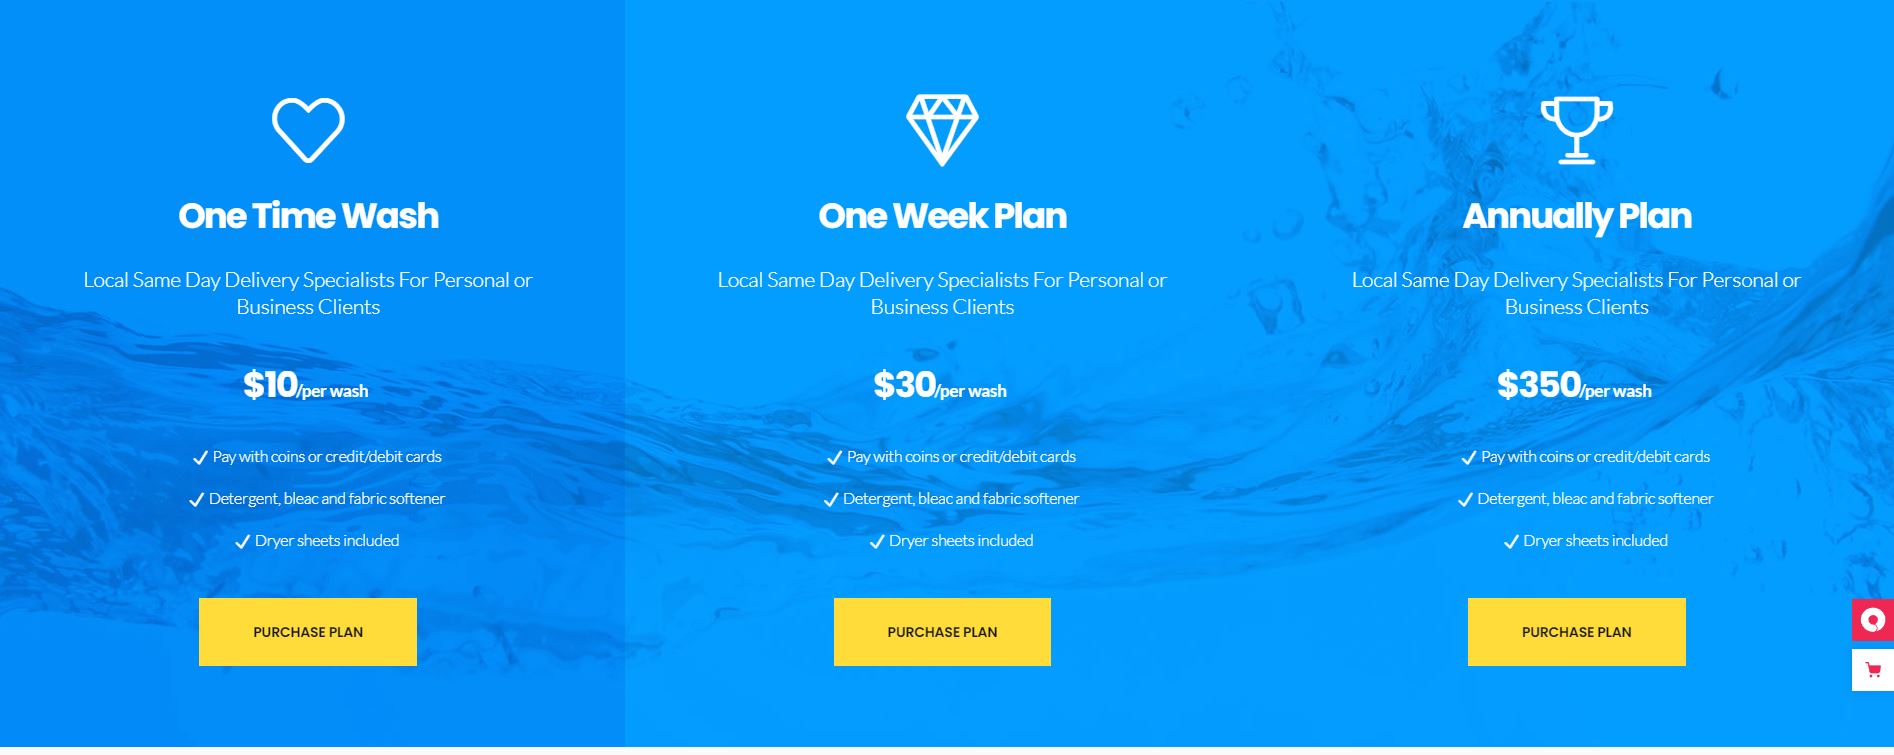 One Time Wash
Local Same Day Delivery Specialists For Personal or
Business Clients
$10/per wash
Pay with coins or credit/debit cards
Detergent, bleac and fabric softener
Dryer sheets included
PURCHASE PLAN
One Week Plan
Local Same Day Delivery Specialists For Personal or
Business Clients
$30/per wash
Pay with coins or credit/debit cards
Detergent, bleac and fabric softener
Dryer sheets included
PURCHASE PLAN
Annually Plan
Local Same Day Delivery Specialists For Personal or
Business Clients
$350/per wash
Pay with coins or credit/debit cards
Detergent, bleac and fabric softener
Dryer sheets included
PURCHASE PLAN